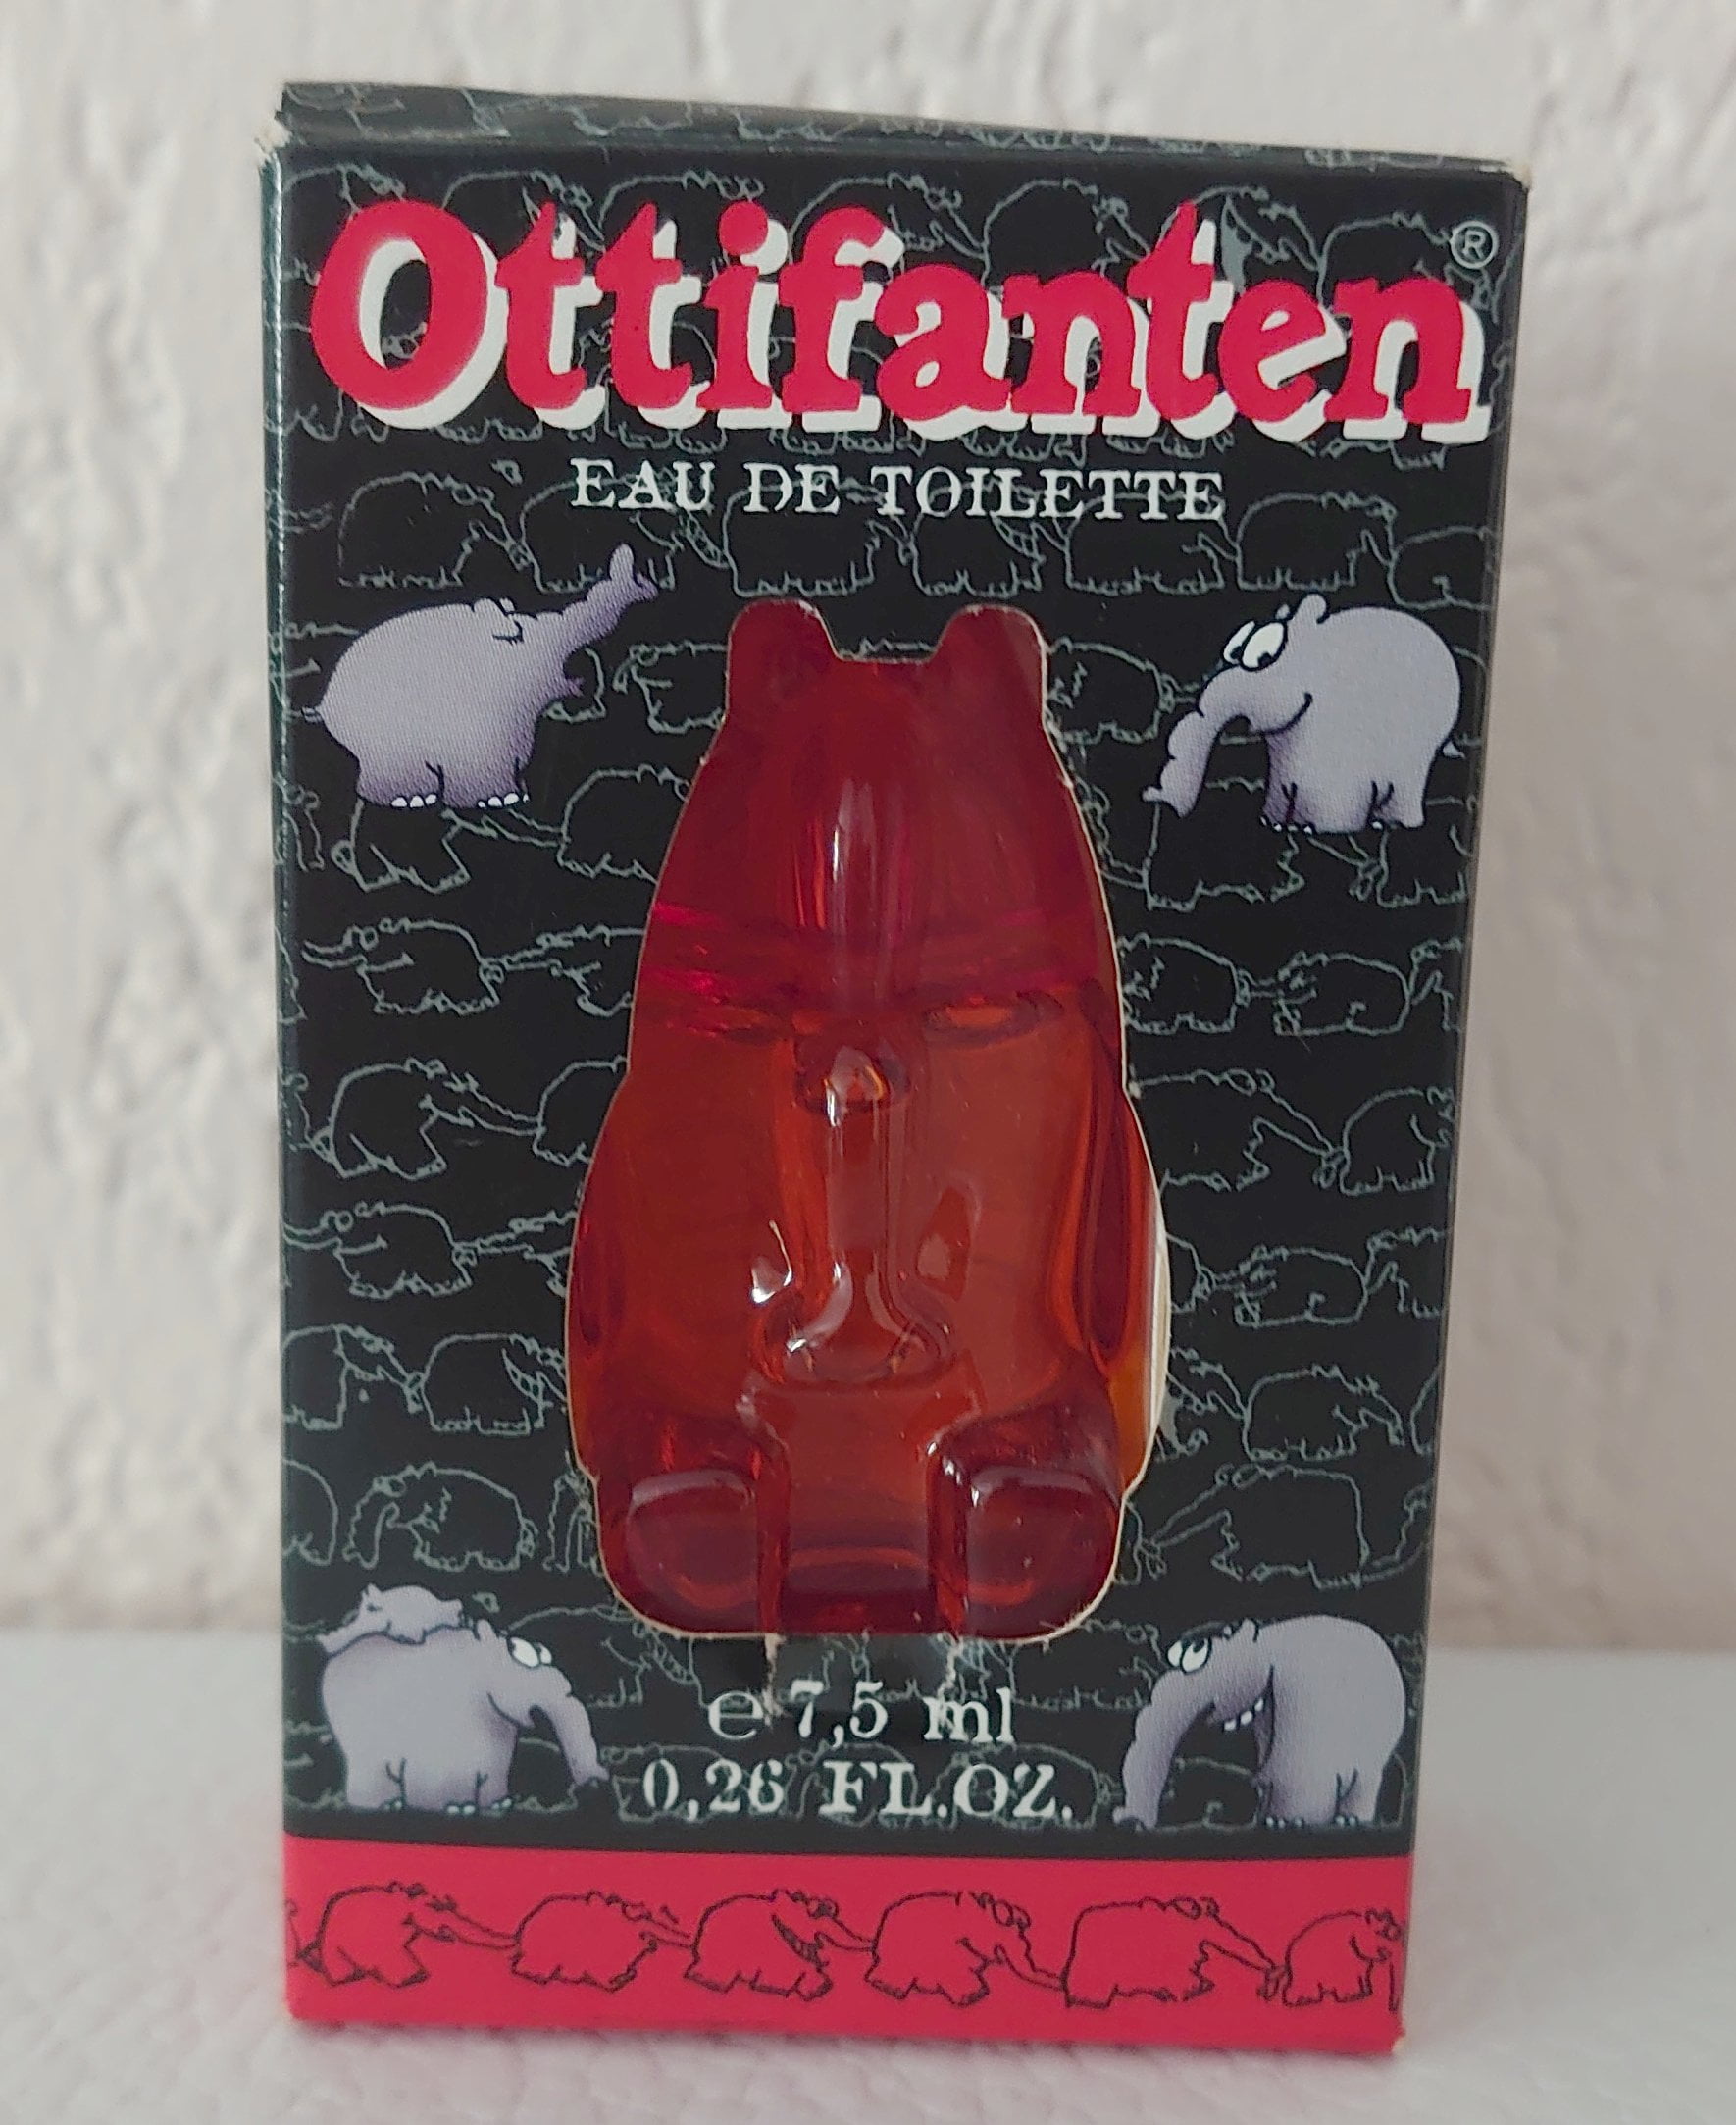 Ottifanten®
EAU DE TOILETTE
℮ 7,5 ml
0,26 FL.OZ.